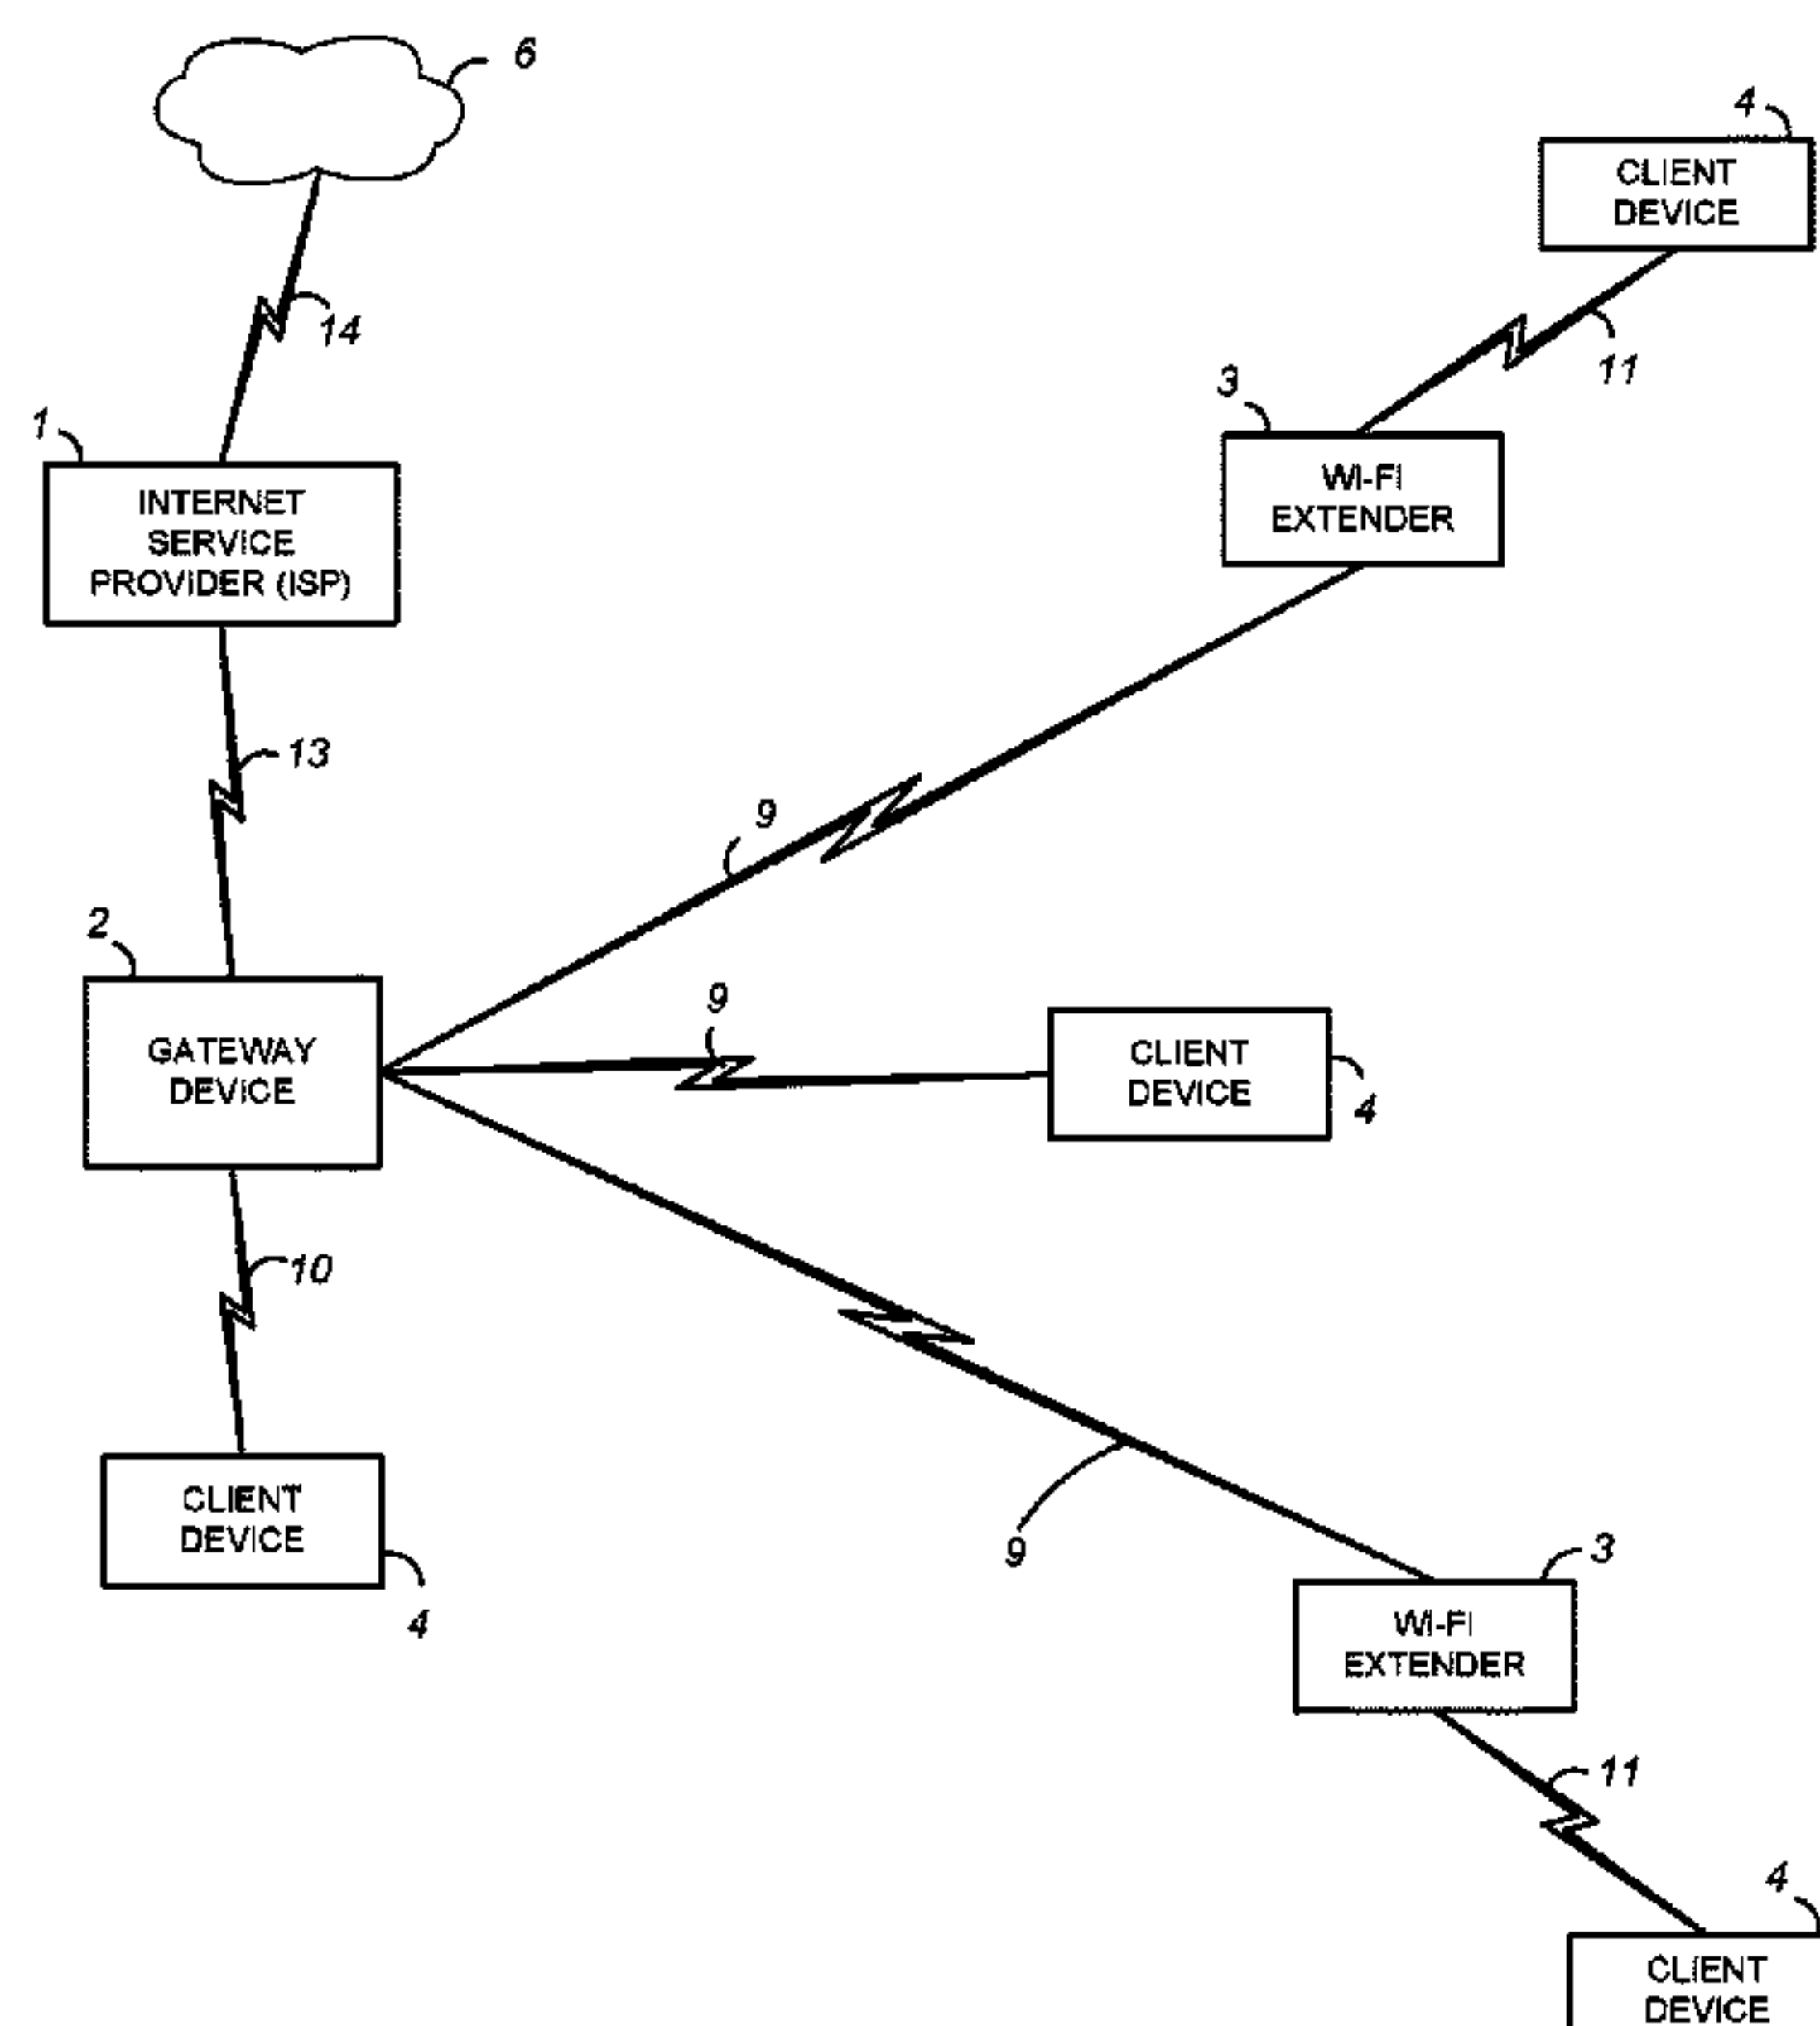 6
4
CLIENT
DEVICE
14
11
3
1
WI-FI
EXTENDER
INTERNET
SERVICE
PROVIDER (ISP)
13
9
2
9
GATEWAY
DEVICE
CLIENT
DEVICE
4
10
CLIENT
DEVICE
9
3
4
WI-FI
EXTENDER
11
4
CLIENT
DEVICE